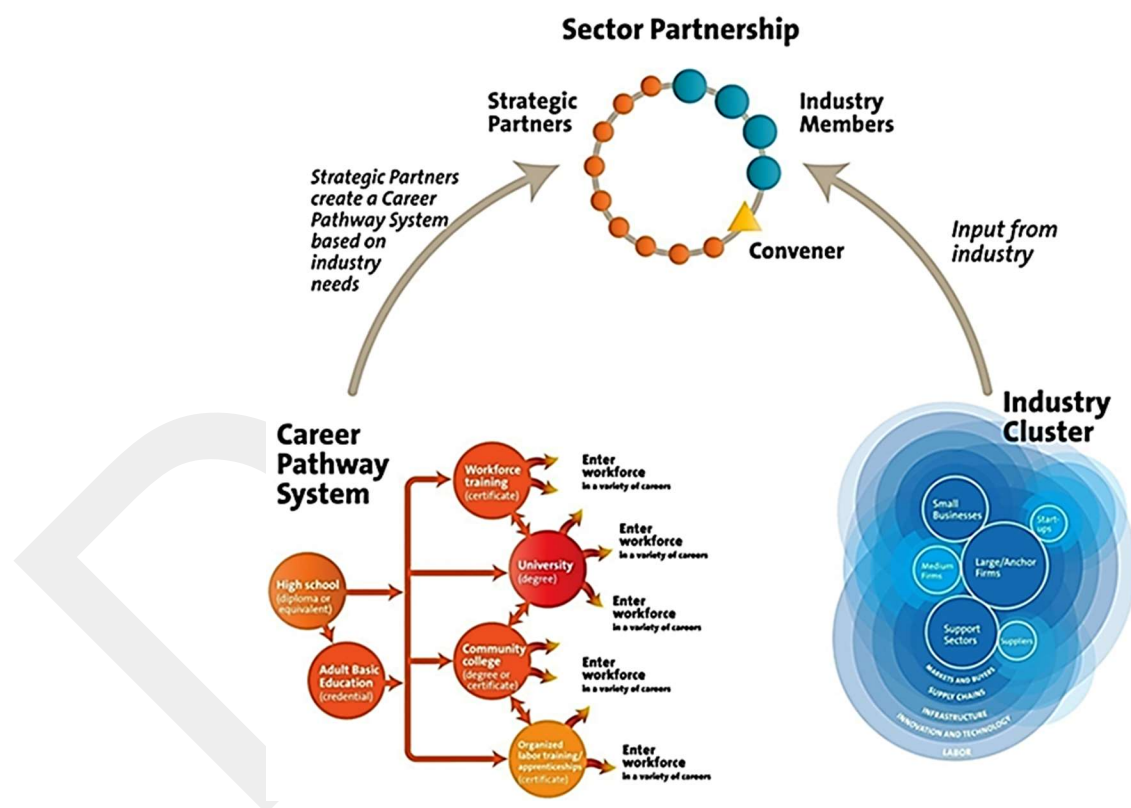 Sector Partnership
Strategic
Partners
Industry
Members
Convener
Strategic Partners
create a Career
Pathway System
based on
industry
needs
Input from
industry
Career
Pathway
System
High school
(diploma or
equivalent)
Adult Basic
Education
(credential)
Workforce
training
(certificate)
Enter
workforce
in a variety of careers
University
(degree)
Enter
workforce
in a variety of careers
Enter
workforce
in a variety of careers
Community
college
(degree or
certificate)
Enter
workforce
in a variety of careers
Organized
labor training/
apprenticeships
(certificate)
Enter
workforce
in a variety of careers
Industry
Cluster
Small
Businesses
Start-
ups
Medium
Firms
Large/Anchor
Firms
Support
Sectors
Suppliers
MARKETS AND BUYERS
SUPPLY CHAINS
INFRASTRUCTURE
INNOVATION AND TECHNOLOGY
LABOR